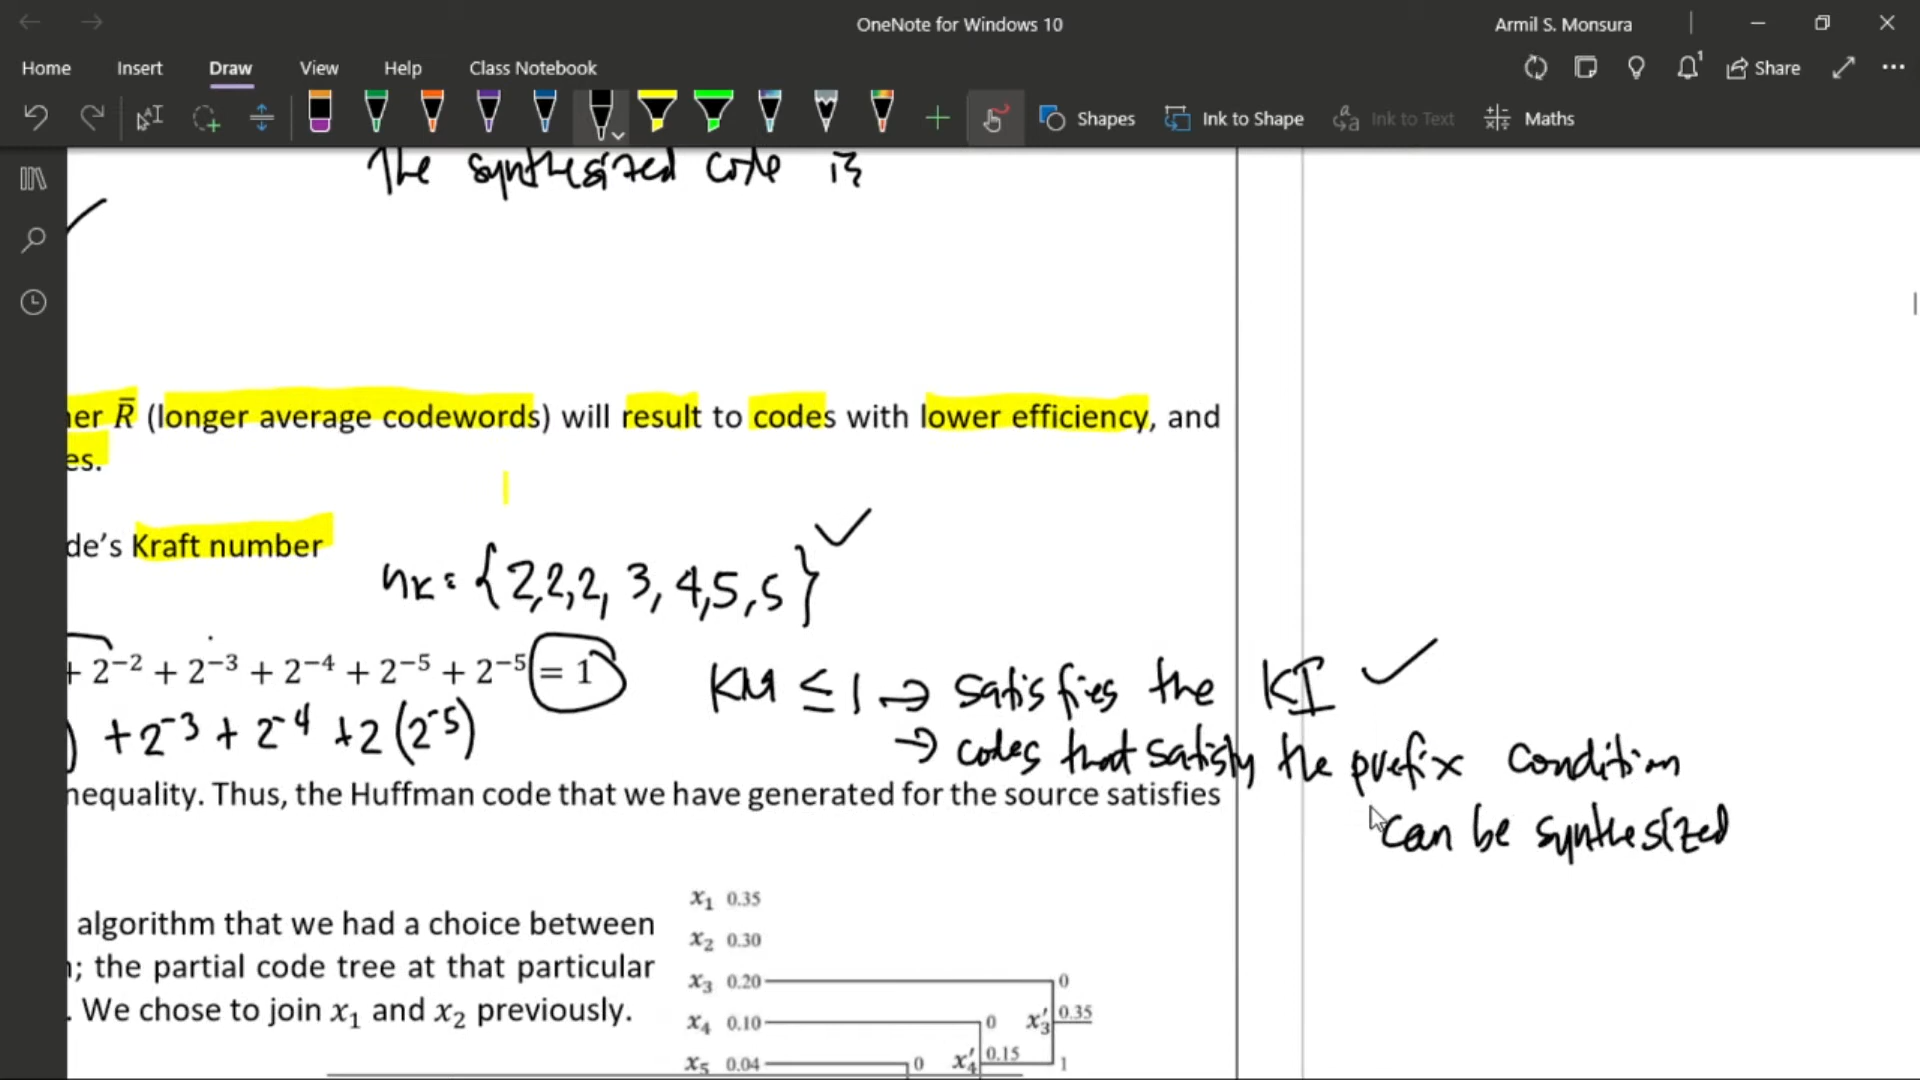 OneNote for Windows 10
Armil S. Monsura
Home Insert Draw View Help Class Notebook
Share
Shapes Ink to Shape Ink to Text Maths
The synthesized code is
her R̅ (longer average codewords) will result to codes with lower efficiency, and
es.
de's Kraft number
nₖ = {2,2,2, 3, 4,5,5}
+ 2⁻² + 2⁻³ + 2⁻⁴ + 2⁻⁵ + 2⁻⁵ = 1
) +2⁻³ + 2⁻⁴ +2 (2⁻⁵)
KM ≤ 1 → satisfies the KI
→ codes that satisfy the prefix condition
can be synthesized
nequality. Thus, the Huffman code that we have generated for the source satisfies
algorithm that we had a choice between
; the partial code tree at that particular
. We chose to join x₁ and x₂ previously.
x₁ 0.35
x₂ 0.30
x₃ 0.20 0
x₄ 0.10 0 x₃′ 0.35
x₅ 0.04 0 x₄′ 0.15 1